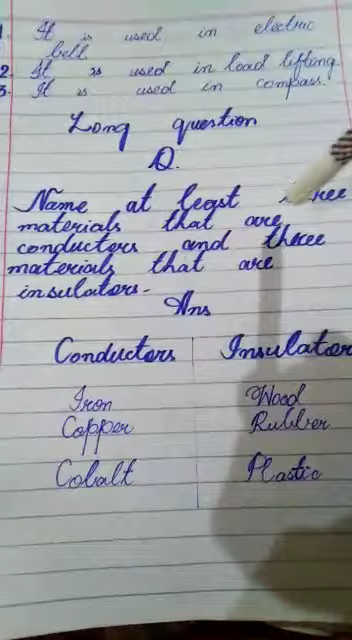 1 It is used in electric
bell
2. It is used in load lifting.
3. It is used in compass.
Long question
Q.
Name at least three
materials that are
conductors and three
materials that are
insulators.
Ans
Conductors Insulator
Iron Wood
Copper Rubber
Cobalt Plastic